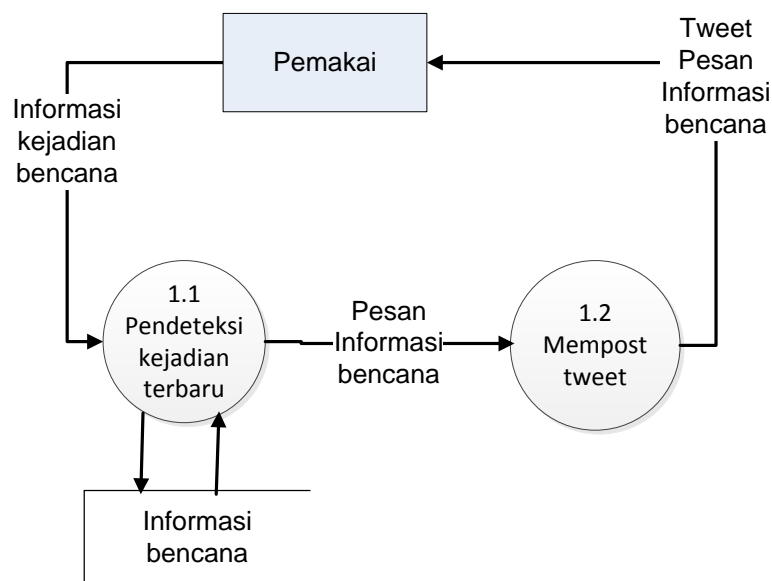 Pemakai
Tweet
Pesan
Informasi
bencana
Informasi
kejadian
bencana
1.1
Pendeteksi
kejadian
terbaru
Pesan
Informasi
bencana
1.2
Mempost
tweet
Informasi
bencana